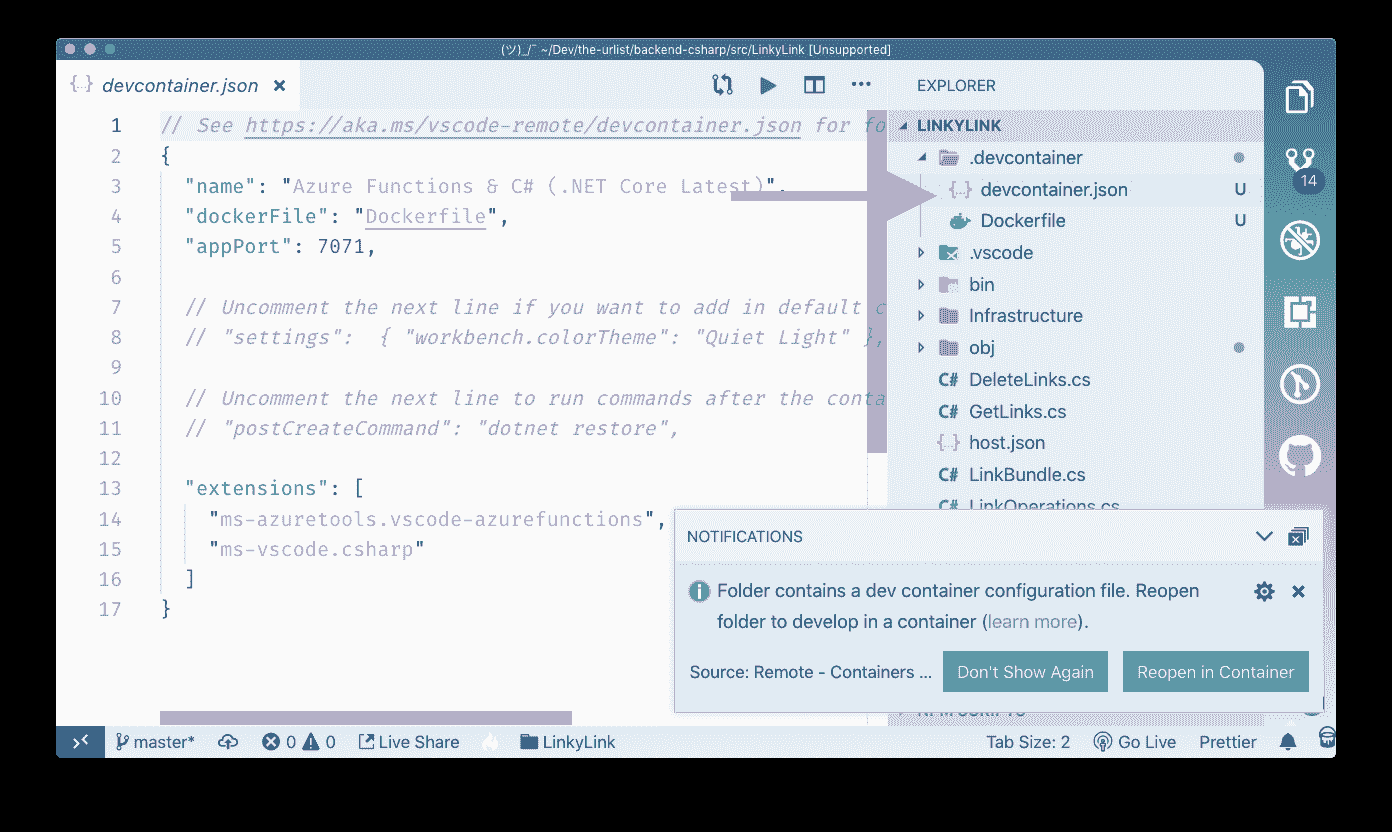 (ツ)_/¯ ~/Dev/the-urlist/backend-csharp/src/LinkyLink [Unsupported]
{..} devcontainer.json ×
1 // See https://aka.ms/vscode-remote/devcontainer.json for fo
2 {
3 "name": "Azure Functions & C# (.NET Core Latest)",
4 "dockerFile": "Dockerfile",
5 "appPort": 7071,
6
7 // Uncomment the next line if you want to add in default c
8 // "settings":  { "workbench.colorTheme": "Quiet Light" },
9
10 // Uncomment the next line to run commands after the conta
11 // "postCreateCommand": "dotnet restore",
12
13 "extensions": [
14 "ms-azuretools.vscode-azurefunctions",
15 "ms-vscode.csharp"
16 ]
17 }
EXPLORER
LINKYLINK
.devcontainer
{..} devcontainer.json U
Dockerfile U
.vscode
bin
Infrastructure
obj
C# DeleteLinks.cs
C# GetLinks.cs
{..} host.json
C# LinkBundle.cs
C# LinkOperations.cs
14
NOTIFICATIONS
Folder contains a dev container configuration file. Reopen
folder to develop in a container (learn more).
Source: Remote - Containers ...
Don't Show Again
Reopen in Container
NPM SCRIPTS
master*
0
0
Live Share
LinkyLink
Tab Size: 2
Go Live
Prettier